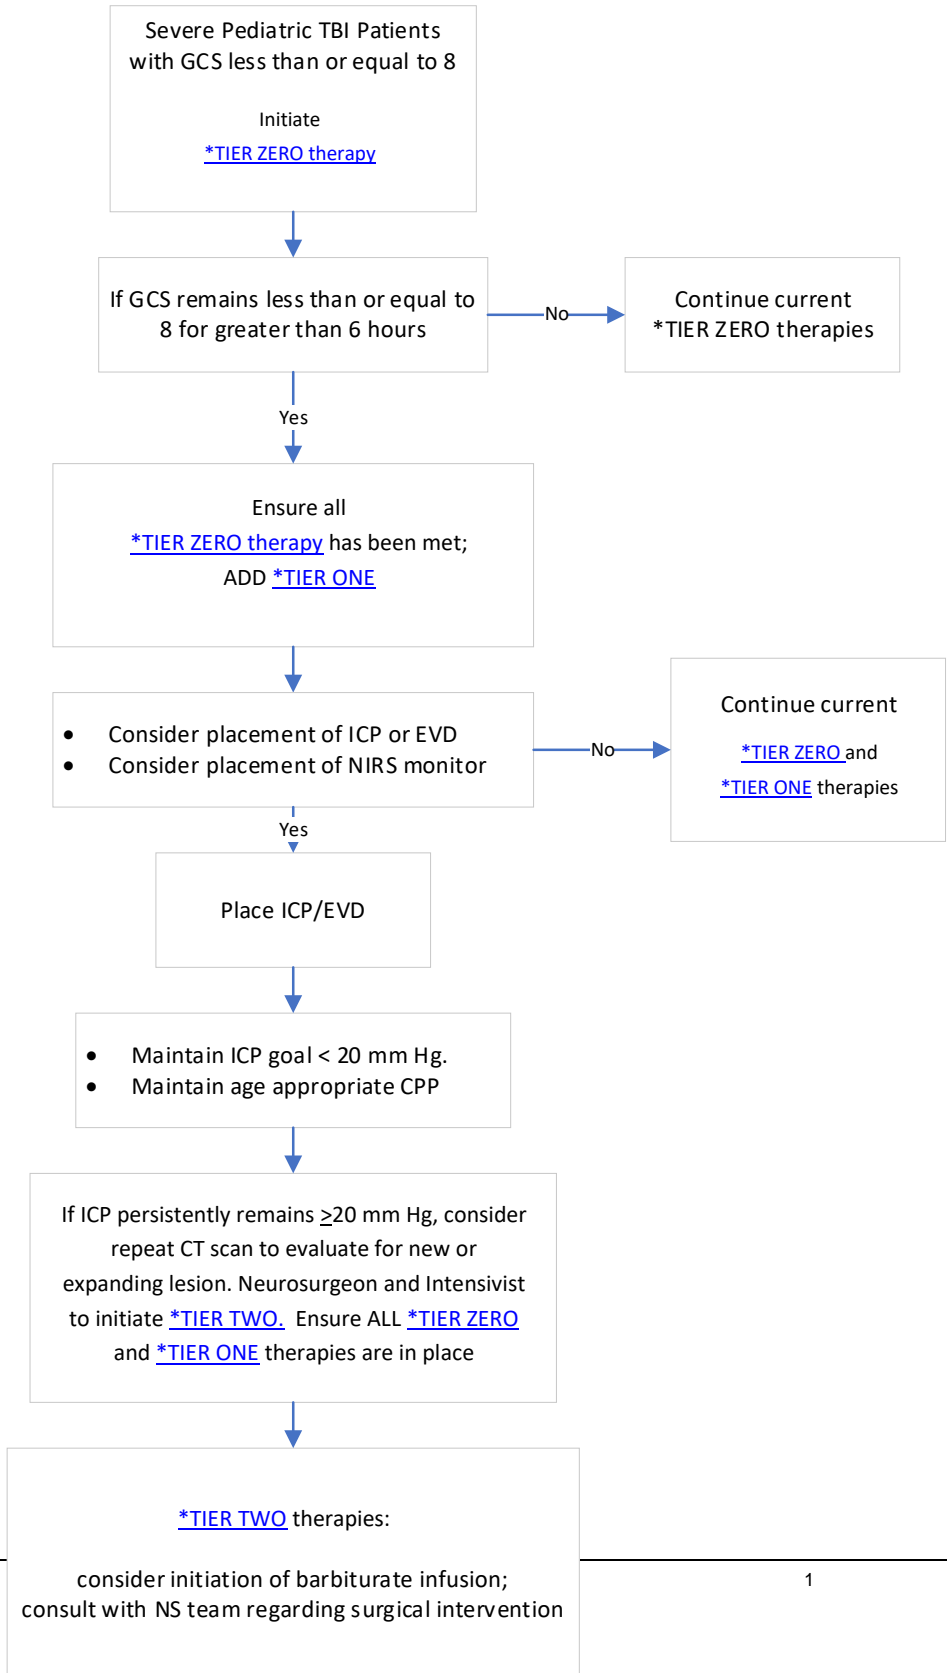 Severe Pediatric TBI Patients
with GCS less than or equal to 8
Initiate
*TIER ZERO therapy
If GCS remains less than or equal to
8 for greater than 6 hours
No
Continue current
*TIER ZERO therapies
Yes
Ensure all
*TIER ZERO therapy has been met;
ADD *TIER ONE
• Consider placement of ICP or EVD
• Consider placement of NIRS monitor
No
Continue current
*TIER ZERO and
*TIER ONE therapies
Yes
Place ICP/EVD
• Maintain ICP goal < 20 mm Hg.
• Maintain age appropriate CPP
If ICP persistently remains >20 mm Hg, consider
repeat CT scan to evaluate for new or
expanding lesion. Neurosurgeon and Intensivist
to initiate *TIER TWO. Ensure ALL *TIER ZERO
and *TIER ONE therapies are in place
*TIER TWO therapies:
consider initiation of barbiturate infusion;
consult with NS team regarding surgical intervention
1